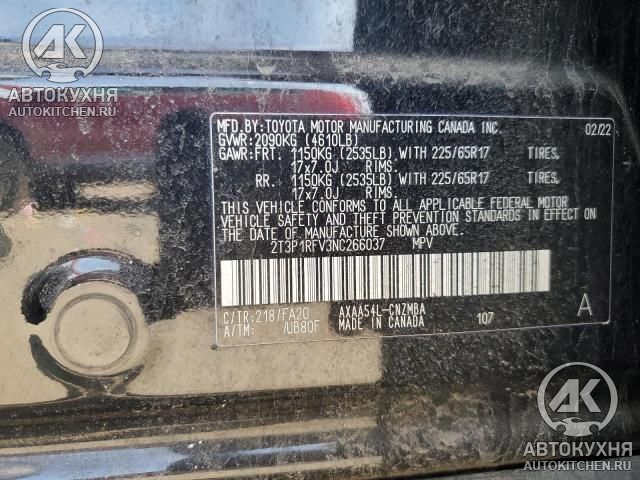 АК
АВТОКУХНЯ
AUTOKITCHEN.RU
MFD.BY:TOYOTA MOTOR MANUFACTURING CANADA INC. 02/22
GVWR:2090KG (4610LB)
GAWR:FRT. 1150KG (2535LB) WITH 225/65R17 TIRES,
17x7.0J RIMS.
RR. 1150KG (2535LB) WITH 225/65R17 TIRES,
17x7.0J RIMS.
THIS VEHICLE CONFORMS TO ALL APPLICABLE FEDERAL MOTOR
VEHICLE SAFETY AND THEFT PREVENTION STANDARDS IN EFFECT ON
THE DATE OF MANUFACTURE SHOWN ABOVE.
2T3P1RFV3NC266037 MPV
C/TR:218/FA20 AXAA54L-CNZMBA
A/TM: /UB80F MADE IN CANADA 107 A
АК
АВТОКУХНЯ
AUTOKITCHEN.RU